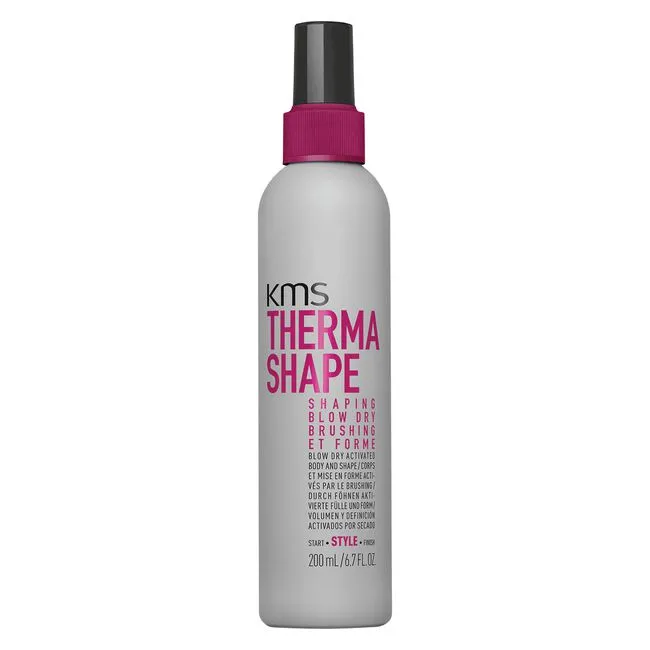 KMS
THERMA
SHAPE
SHAPING
BLOW DRY
BRUSHING
ET FORME
BLOW DRY ACTIVATED
BODY AND SHAPE/CORPS
ET MISE EN FORME ACTI-
VÉS PAR LE BRUSHING/
DURCH FÖHNEN AKTI-
VIERTE FÜLLE UND FORM/
VOLUMEN Y DEFINICIÓN
ACTIVADOS POR SECADO
START • STYLE • FINISH
200 mL/6.7 FL.OZ.